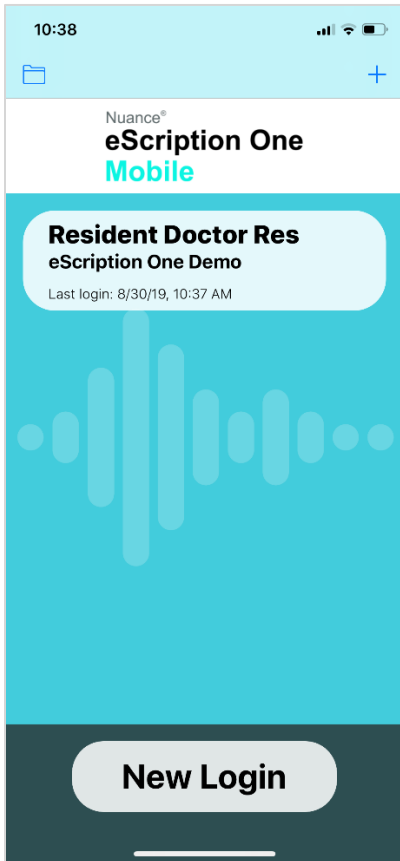 10:38
Nuance®
eScription One
Mobile
Resident Doctor Res
eScription One Demo
Last login: 8/30/19, 10:37 AM
New Login